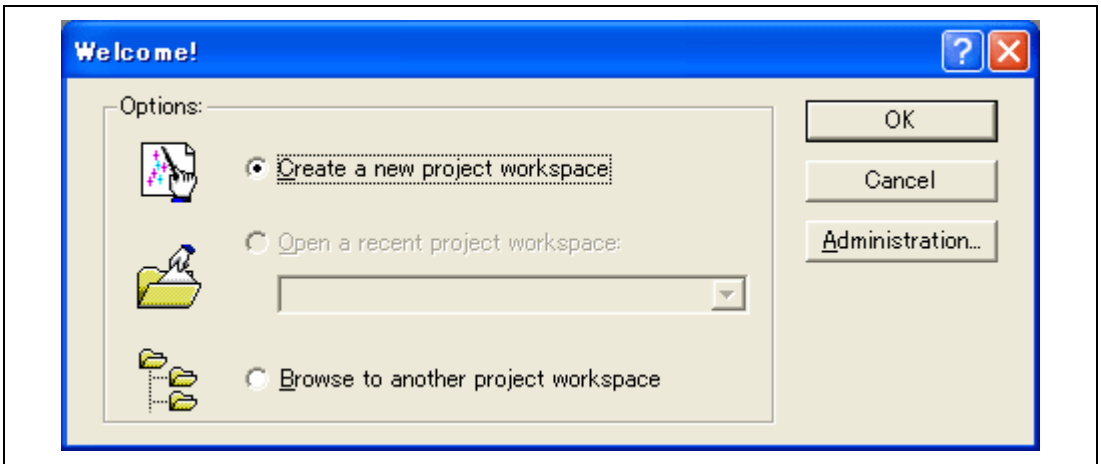 Welcome!
Options:
Create a new project workspace
Open a recent project workspace:
Browse to another project workspace
OK
Cancel
Administration...